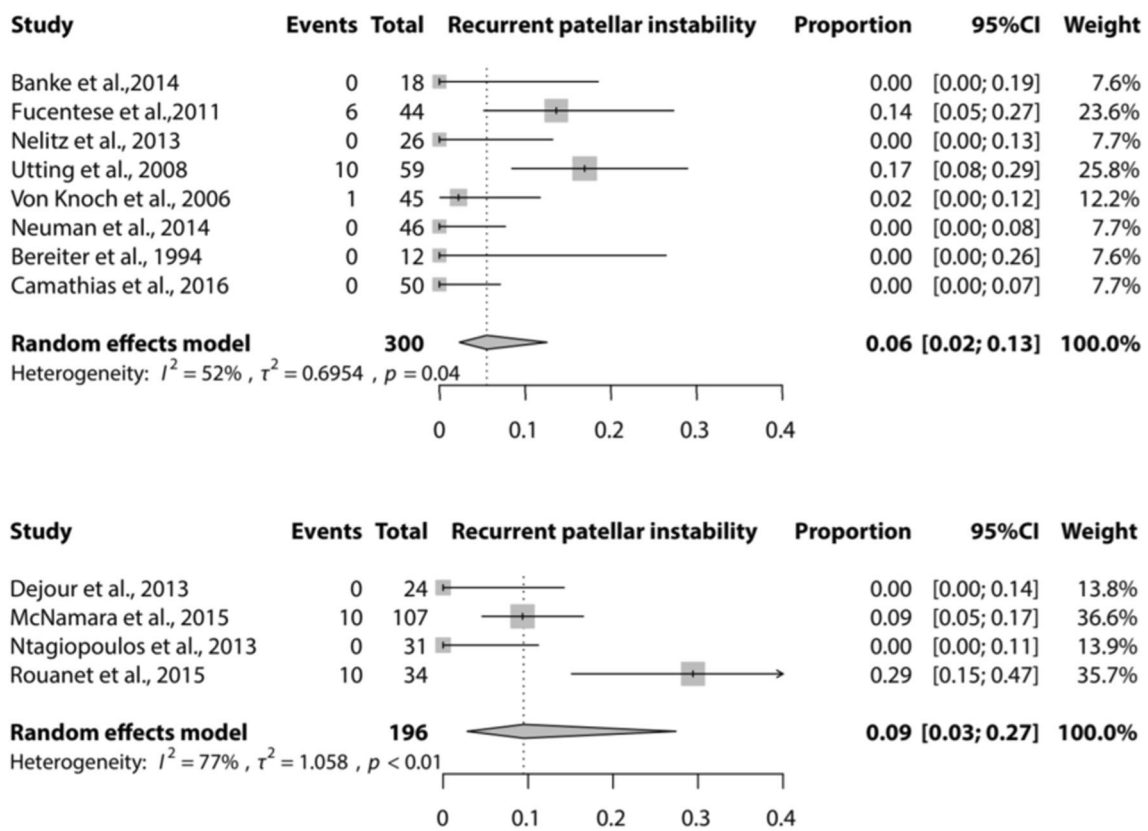 Study Events Total Recurrent patellar instability Proportion 95%CI Weight
Banke et al.,2014 0 18 0.00 [0.00; 0.19] 7.6%
Fucentese et al.,2011 6 44 0.14 [0.05; 0.27] 23.6%
Nelitz et al., 2013 0 26 0.00 [0.00; 0.13] 7.7%
Utting et al., 2008 10 59 0.17 [0.08; 0.29] 25.8%
Von Knoch et al., 2006 1 45 0.02 [0.00; 0.12] 12.2%
Neuman et al., 2014 0 46 0.00 [0.00; 0.08] 7.7%
Bereiter et al., 1994 0 12 0.00 [0.00; 0.26] 7.6%
Camathias et al., 2016 0 50 0.00 [0.00; 0.07] 7.7%
Random effects model 300 0.06 [0.02; 0.13] 100.0%
Heterogeneity: I² = 52% , τ² = 0.6954 , p = 0.04
0 0.1 0.2 0.3 0.4
Study Events Total Recurrent patellar instability Proportion 95%CI Weight
Dejour et al., 2013 0 24 0.00 [0.00; 0.14] 13.8%
McNamara et al., 2015 10 107 0.09 [0.05; 0.17] 36.6%
Ntagiopoulos et al., 2013 0 31 0.00 [0.00; 0.11] 13.9%
Rouanet et al., 2015 10 34 0.29 [0.15; 0.47] 35.7%
Random effects model 196 0.09 [0.03; 0.27] 100.0%
Heterogeneity: I² = 77% , τ² = 1.058 , p < 0.01
0 0.1 0.2 0.3 0.4